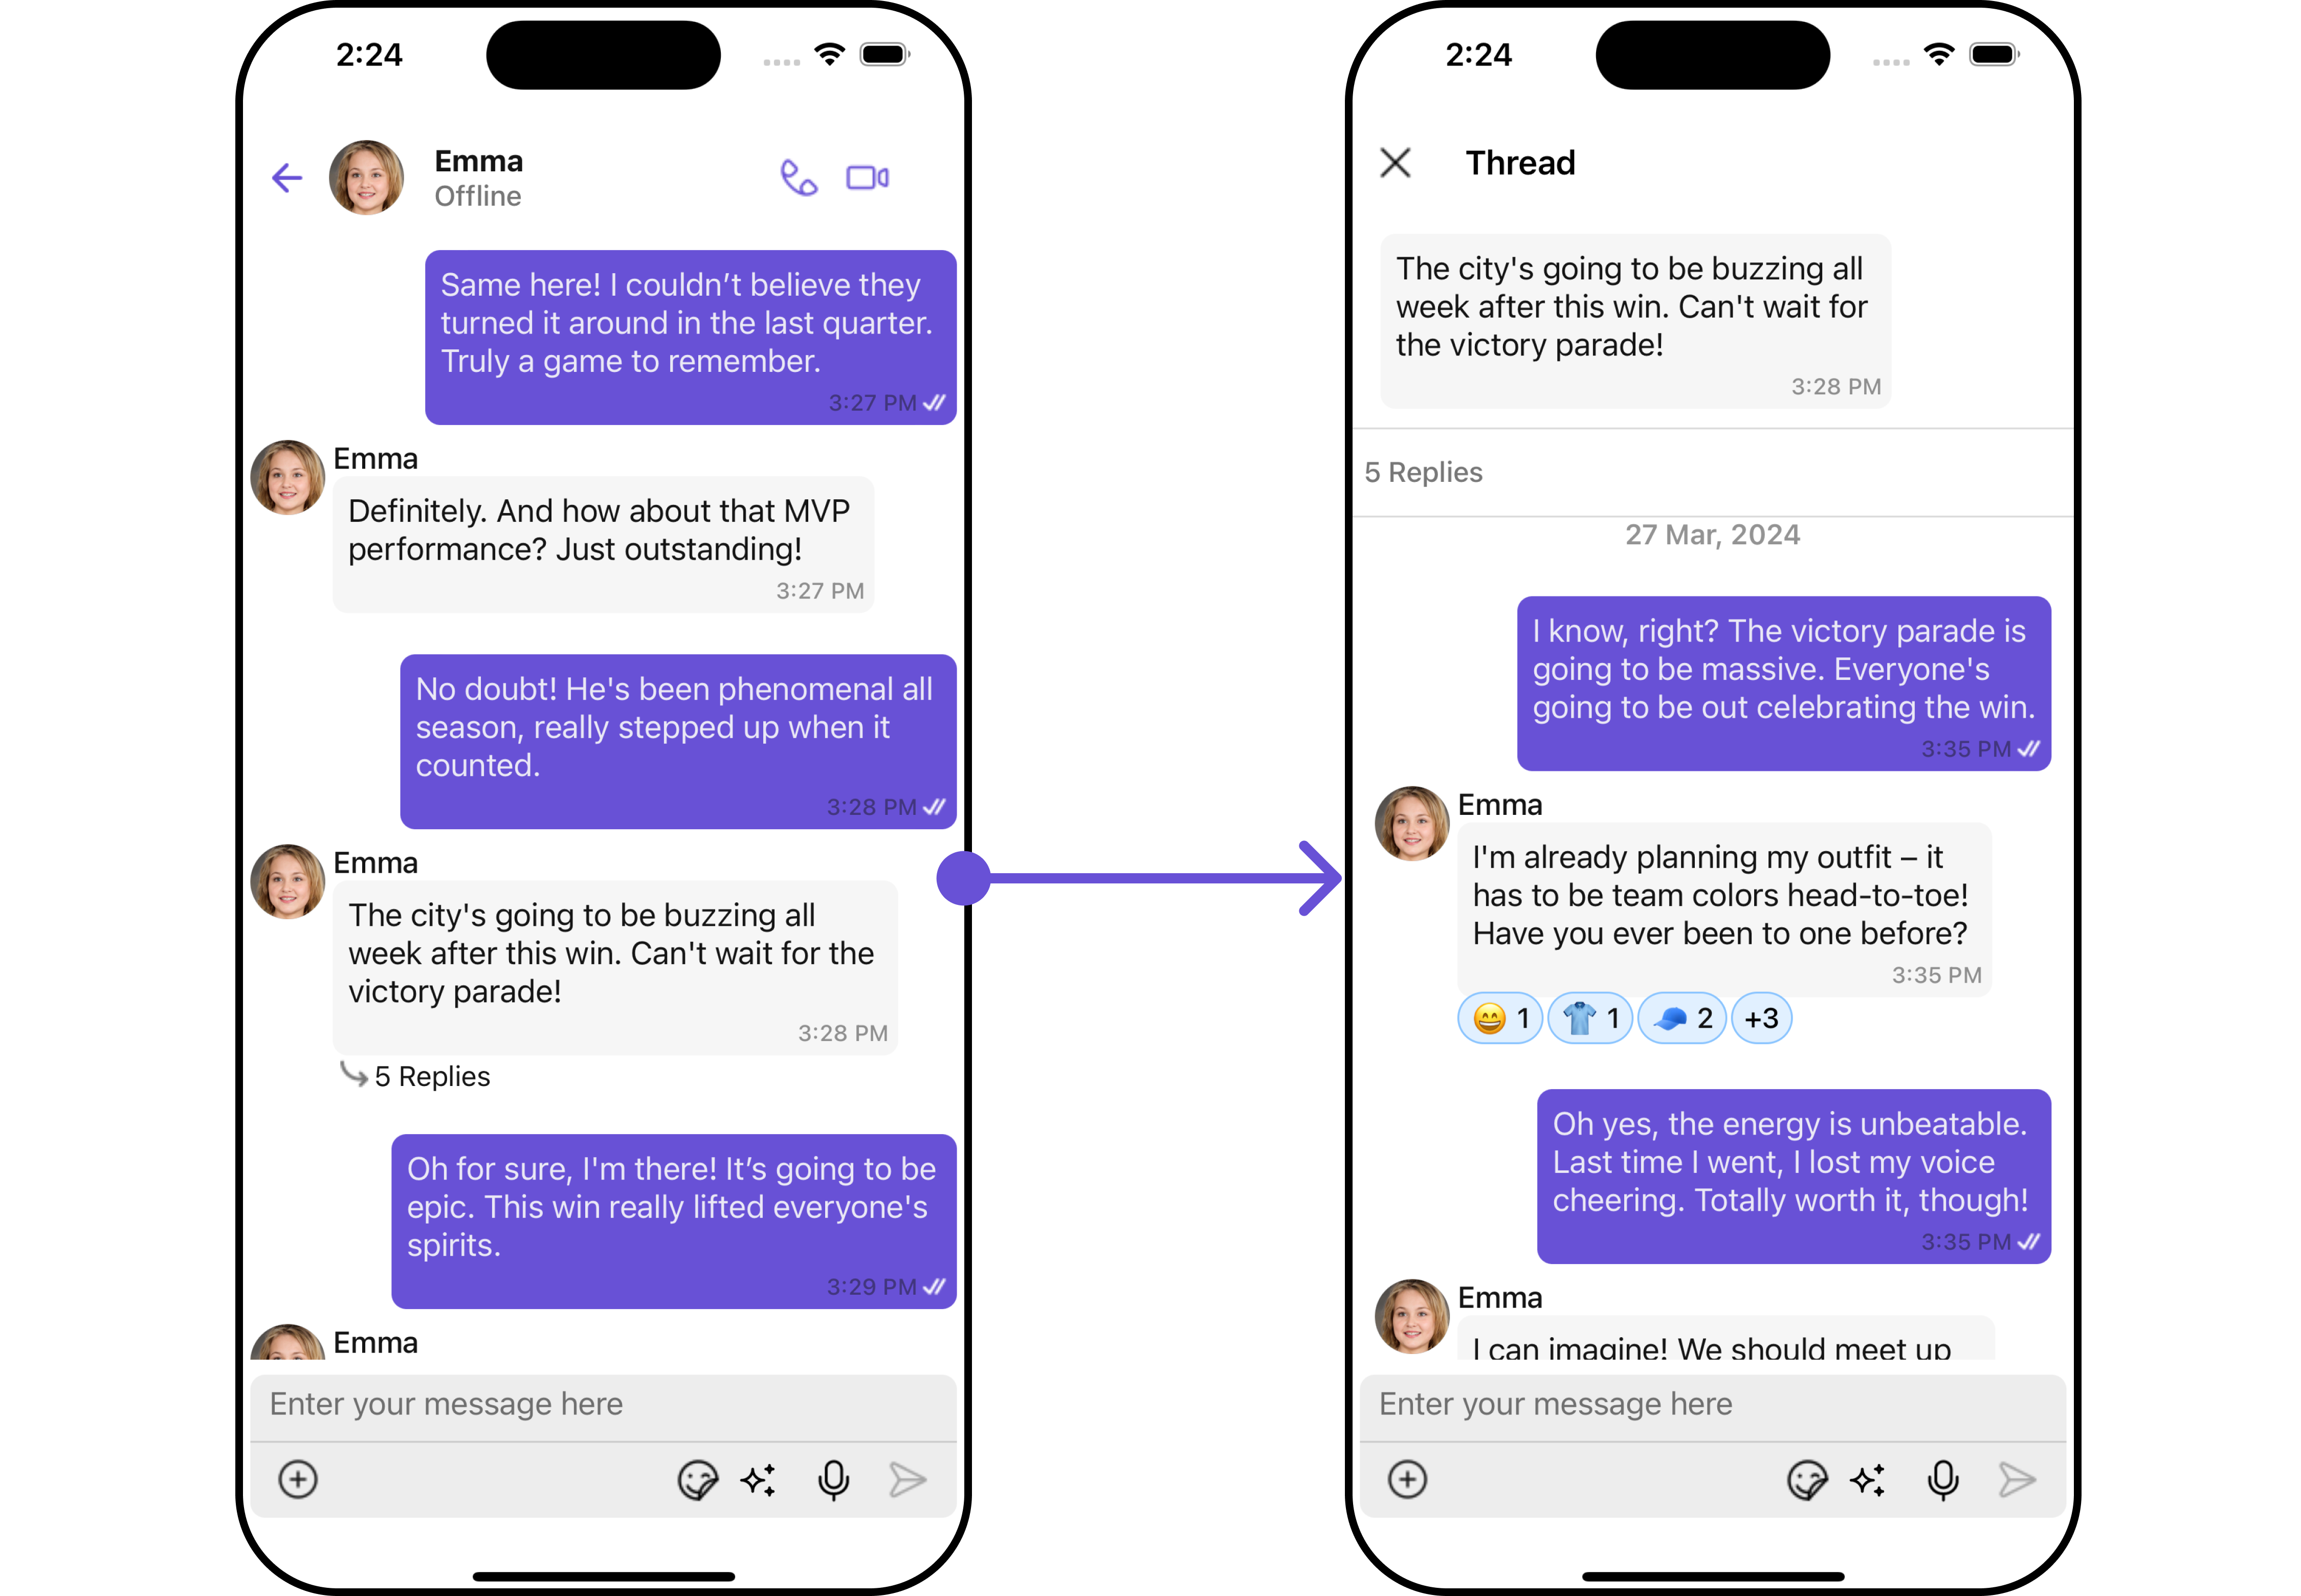 2:24
Emma
Offline
Same here! I couldn’t believe they
turned it around in the last quarter.
Truly a game to remember.
3:27 PM
Emma
Definitely. And how about that MVP
performance? Just outstanding!
3:27 PM
No doubt! He's been phenomenal all
season, really stepped up when it
counted.
3:28 PM
Emma
The city's going to be buzzing all
week after this win. Can't wait for the
victory parade!
3:28 PM
5 Replies
Oh for sure, I'm there! It’s going to be
epic. This win really lifted everyone's
spirits.
3:29 PM
Emma
Enter your message here
2:24
Thread
The city's going to be buzzing all
week after this win. Can't wait for
the victory parade!
3:28 PM
5 Replies
27 Mar, 2024
I know, right? The victory parade is
going to be massive. Everyone's
going to be out celebrating the win.
3:35 PM
Emma
I'm already planning my outfit – it
has to be team colors head-to-toe!
Have you ever been to one before?
3:35 PM
1 1 2 +3
Oh yes, the energy is unbeatable.
Last time I went, I lost my voice
cheering. Totally worth it, though!
3:35 PM
Emma
I can imagine! We should meet up
Enter your message here